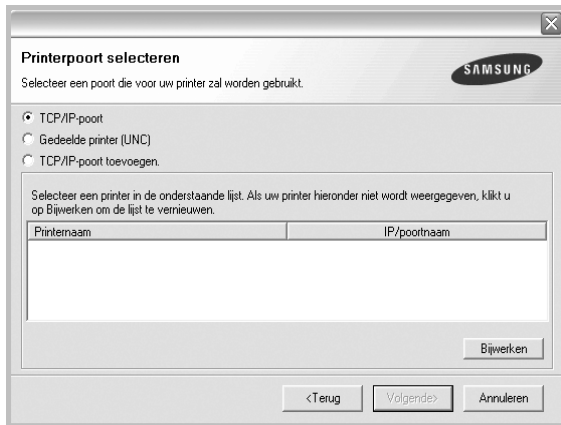 Printerpoort selecteren
Selecteer een poort die voor uw printer zal worden gebruikt.
SAMSUNG
TCP/IP-poort
Gedeelde printer (UNC)
TCP/IP-poort toevoegen.
Selecteer een printer in de onderstaande lijst. Als uw printer hieronder niet wordt weergegeven, klikt u
op Bijwerken om de lijst te vernieuwen.
Printernaam IP/poortnaam
Bijwerken
<Terug Volgende> Annuleren